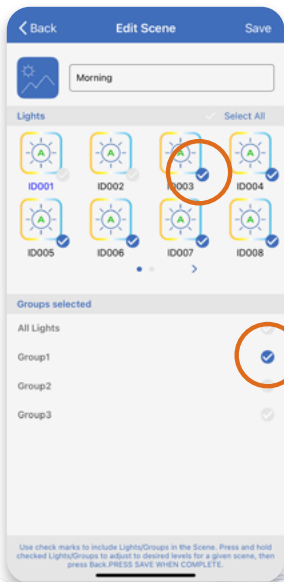 Back Edit Scene Save
Morning
Lights Select All
A A A A
ID001 ID002 ID003 ID004
A A A A
ID005 ID006 ID007 ID008
Groups selected
All Lights
Group1
Group2
Group3
Use check marks to include Lights/Groups in the Scene. Press and hold
checked Lights/Groups to adjust to desired levels for a given scene, then
press Back.PRESS SAVE WHEN COMPLETE.